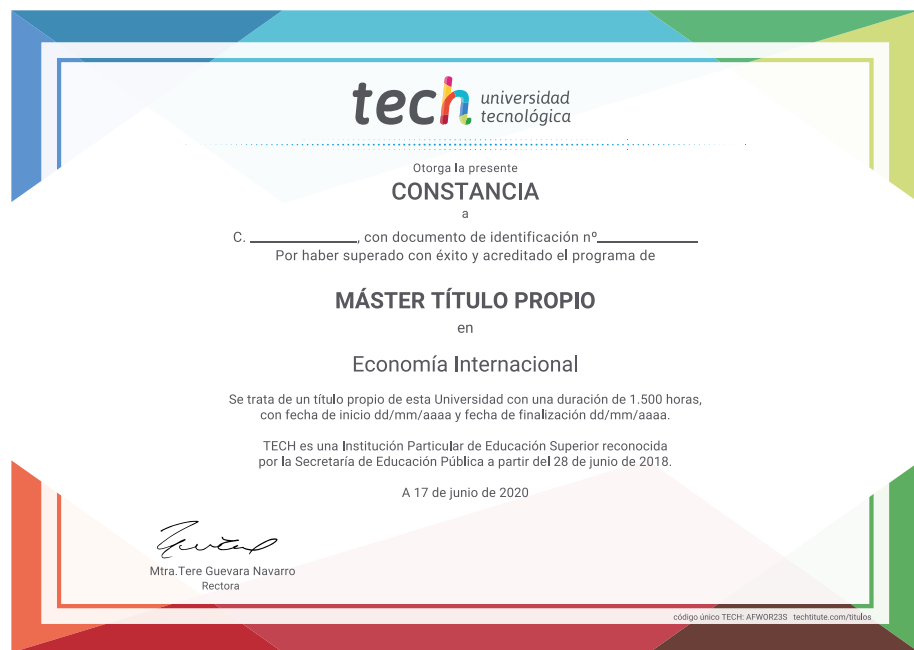 tech universidad
tecnológica
Otorga la presente
CONSTANCIA
a
C. ____________, con documento de identificación nº____________
Por haber superado con éxito y acreditado el programa de
MÁSTER TÍTULO PROPIO
en
Economía Internacional
Se trata de un título propio de esta Universidad con una duración de 1.500 horas,
con fecha de inicio dd/mm/aaaa y fecha de finalización dd/mm/aaaa.
TECH es una Institución Particular de Educación Superior reconocida
por la Secretaría de Educación Pública a partir del 28 de junio de 2018.
A 17 de junio de 2020
Mtra.Tere Guevara Navarro
Rectora
código único TECH: AFWOR23S techtitute.com/titulos